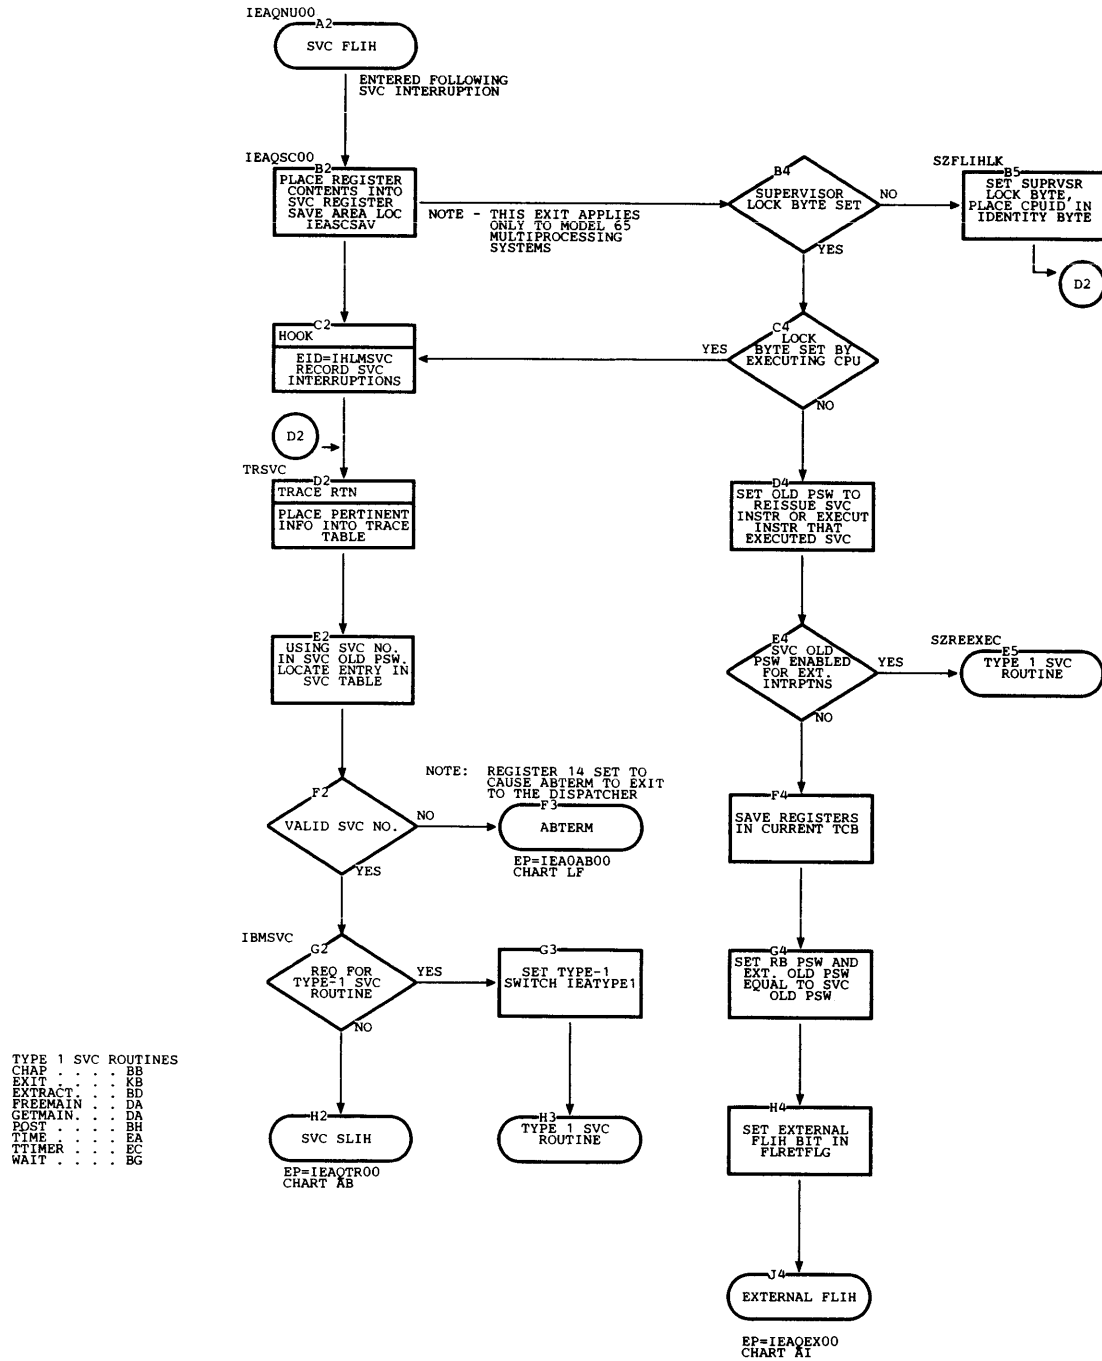 IEAQNU00
A2
SVC FLIH
ENTERED FOLLOWING
SVC INTERRUPTION
IEAQSC00
B2
PLACE REGISTER
CONTENTS INTO
SVC REGISTER
SAVE AREA LOC
IEASCSAV
NOTE - THIS EXIT APPLIES
ONLY TO MODEL 65
MULTIPROCESSING
SYSTEMS
B4
SUPERVISOR
LOCK BYTE SET
NO
YES
SZFLIHLK
B5
SET SUPRVSR
LOCK BYTE,
PLACE CPUID IN
IDENTITY BYTE
D2
C2
HOOK
EID=IHLMSVC
RECORD SVC
INTERRUPTIONS
YES
C4
LOCK
BYTE SET BY
EXECUTING CPU
NO
D2
TRSVC
D2
TRACE RTN
PLACE PERTINENT
INFO INTO TRACE
TABLE
D4
SET OLD PSW TO
REISSUE SVC
INSTR OR EXECUT
INSTR THAT
EXECUTED SVC
E2
USING SVC NO.
IN SVC OLD PSW.
LOCATE ENTRY IN
SVC TABLE
E4
SVC OLD
PSW ENABLED
FOR EXT.
INTRPTNS
YES
NO
SZREEXEC
E5
TYPE 1 SVC
ROUTINE
F2
VALID SVC NO.
NO
YES
NOTE: REGISTER 14 SET TO
CAUSE ABTERM TO EXIT
TO THE DISPATCHER
F3
ABTERM
EP=IEA0AB00
CHART LF
F4
SAVE REGISTERS
IN CURRENT TCB
IBMSVC
G2
REQ FOR
TYPE-1 SVC
ROUTINE
YES
NO
G3
SET TYPE-1
SWITCH IEATYPE1
G4
SET RB PSW AND
EXT. OLD PSW
EQUAL TO SVC
OLD PSW
TYPE 1 SVC ROUTINES
CHAP . . . . BB
EXIT . . . . KB
EXTRACT. . . BD
FREEMAIN . . DA
GETMAIN. . . DA
POST . . . . BH
TIME . . . . EA
TTIMER . . . EC
WAIT . . . . BG
H2
SVC SLIH
EP=IEAQTR00
CHART AB
H3
TYPE 1 SVC
ROUTINE
H4
SET EXTERNAL
FLIH BIT IN
FLRETFLG
J4
EXTERNAL FLIH
EP=IEAQEX00
CHART AI